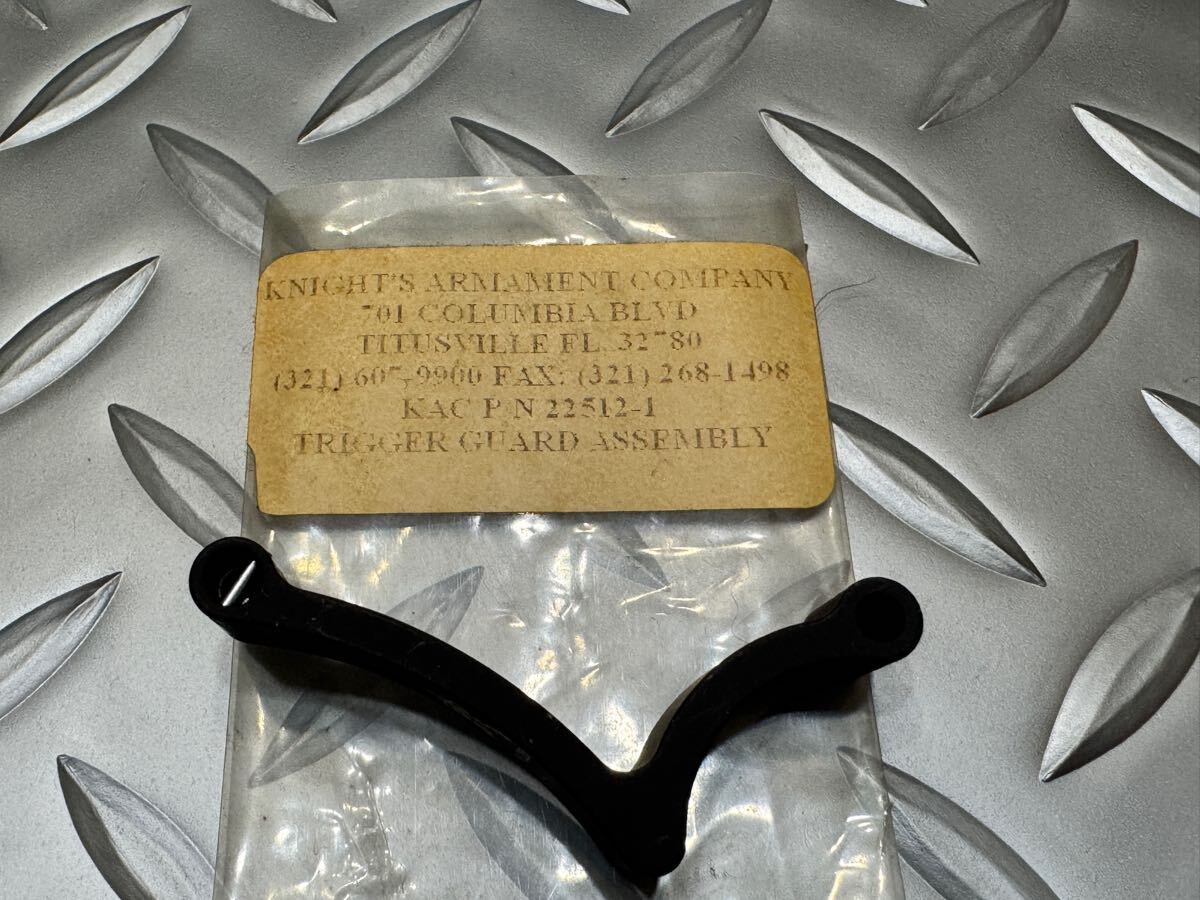 KNIGHT'S ARMAMENT COMPANY
701 COLUMBIA BLVD
TITUSVILLE FL. 32780
(321) 607-9900 FAX: (321) 268-1498
KAC P/N 22512-1
TRIGGER GUARD ASSEMBLY